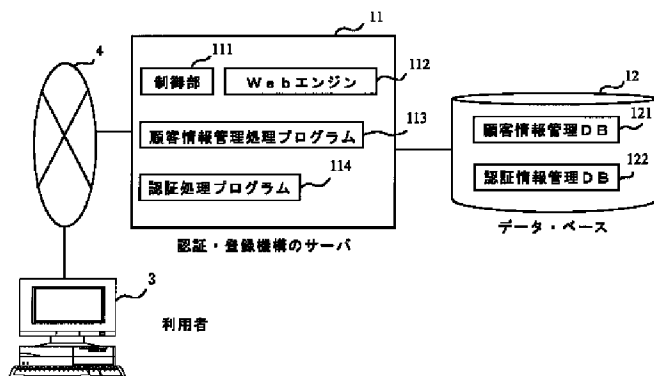 11
4
111
制御部
Webエンジン
112
12
顧客情報管理処理プログラム
113
顧客情報管理DB
121
認証処理プログラム
114
認証情報管理DB
122
認証・登録機構のサーバ
データ・ベース
3
利用者